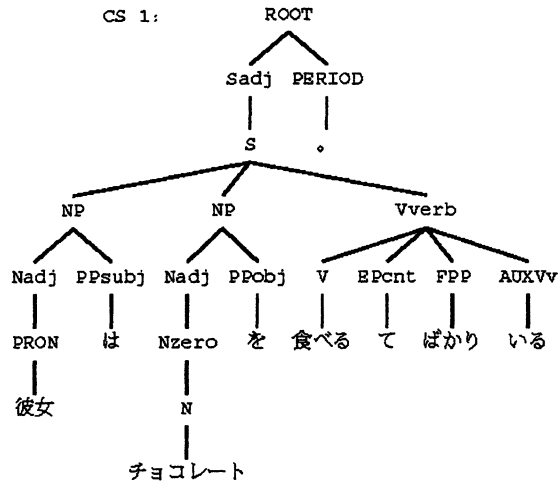 CS 1: ROOT
Sadj PERIOD
S 。
NP NP Vverb
Nadj PPsubj Nadj PPobj V EPcnt FPP AUXVv
PRON は Nzero を 食べる て ばかり いる
彼女 N
チョコレート